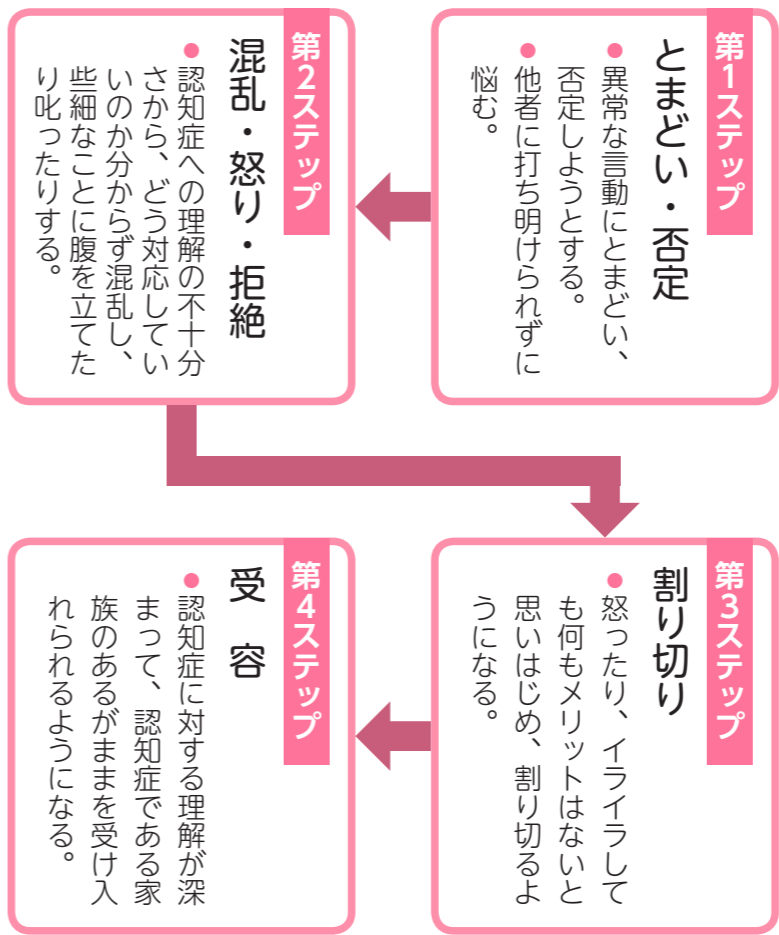 第1ステップ
とまどい・否定
● 異常な言動にとまどい、
否定しようとする。
● 他者に打ち明けられずに
悩む。
第2ステップ
混乱・怒り・拒絶
● 認知症への理解の不十分
さから、どう対応してい
いのか分からず混乱し、
些細なことに腹を立てた
り叱ったりする。
第3ステップ
割り切り
● 怒ったり、イライラして
も何もメリットはないと
思いはじめ、割り切るよ
うになる。
第4ステップ
受　容
● 認知症に対する理解が深
まって、認知症である家
族のあるがままを受け入
れられるようになる。